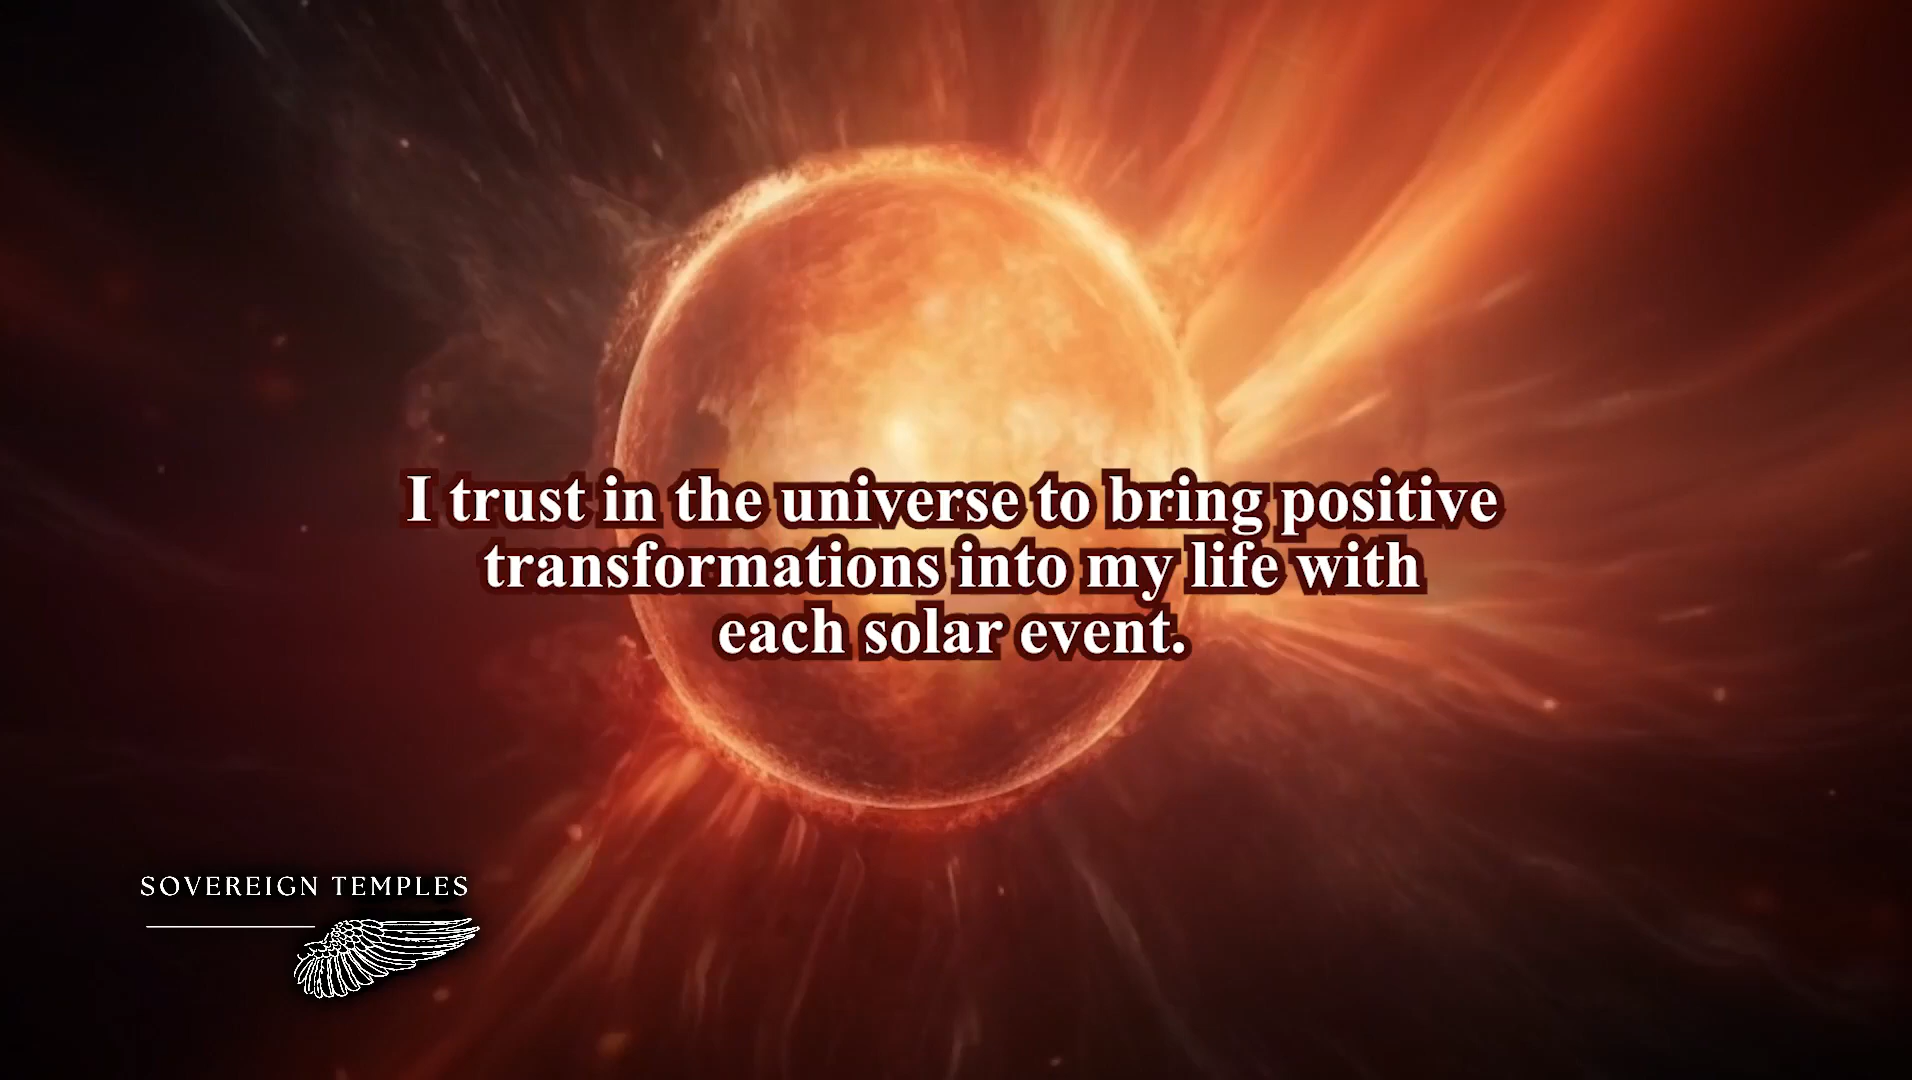 I trust in the universe to bring positive
transformations into my life with
each solar event.
SOVEREIGN TEMPLES